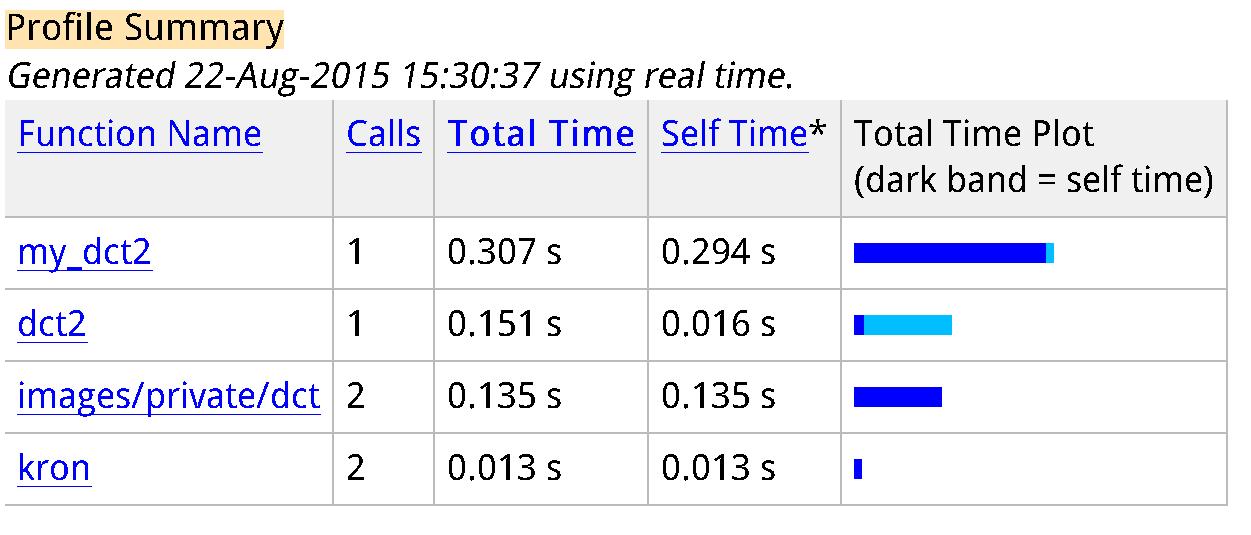 Profile Summary
Generated 22-Aug-2015 15:30:37 using real time.
Function Name Calls Total Time Self Time* Total Time Plot
(dark band = self time)
my_dct2 1 0.307 s 0.294 s
dct2 1 0.151 s 0.016 s
images/private/dct 2 0.135 s 0.135 s
kron 2 0.013 s 0.013 s